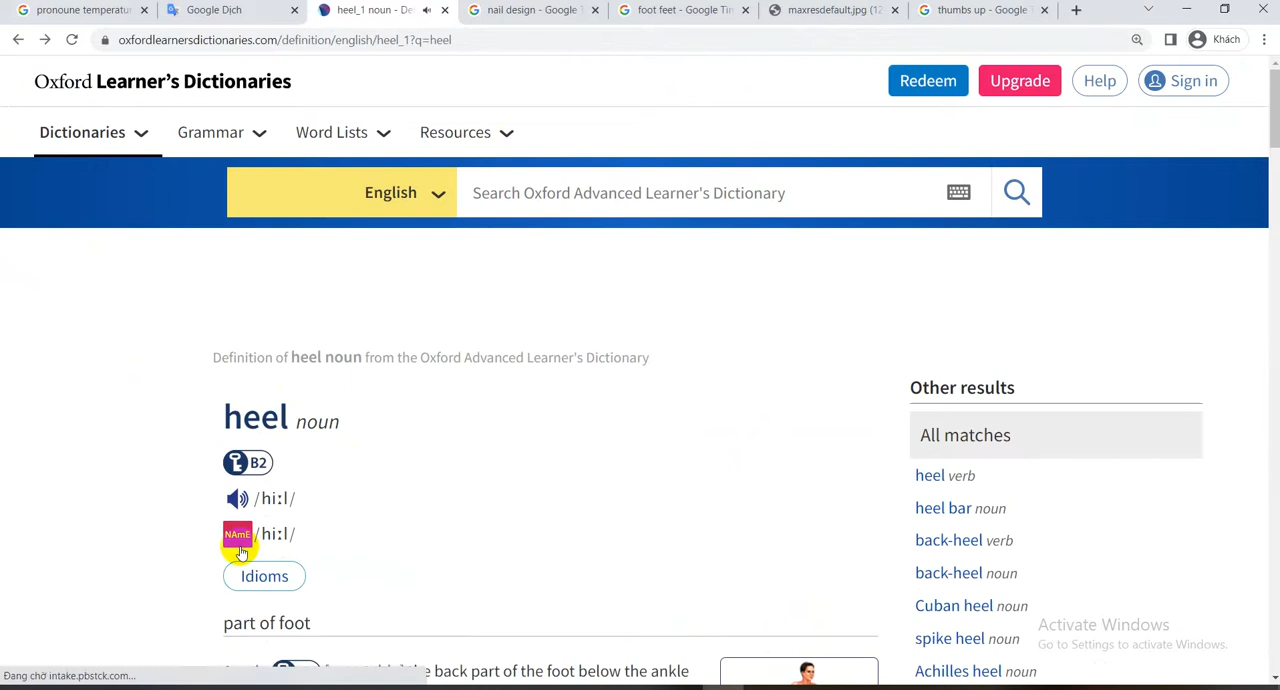 pronoune temperatur
Google Dịch
heel_1 noun - De
nail design - Google T
foot feet - Google Tìm
maxresdefault.jpg (12
thumbs up - Google T
oxfordlearnersdictionaries.com/definition/english/heel_1?q=heel
Khách
Oxford Learner's Dictionaries
Redeem
Upgrade
Help
Sign in
Dictionaries
Grammar
Word Lists
Resources
English
Search Oxford Advanced Learner's Dictionary
Definition of heel noun from the Oxford Advanced Learner's Dictionary
heel noun
B2
/hiːl/
NAmE /hiːl/
Idioms
part of foot
the back part of the foot below the ankle
Other results
All matches
heel verb
heel bar noun
back-heel verb
back-heel noun
Cuban heel noun
spike heel noun
Achilles heel noun
Activate Windows
Go to Settings to activate Windows.
Đang chờ intake.pbstck.com...